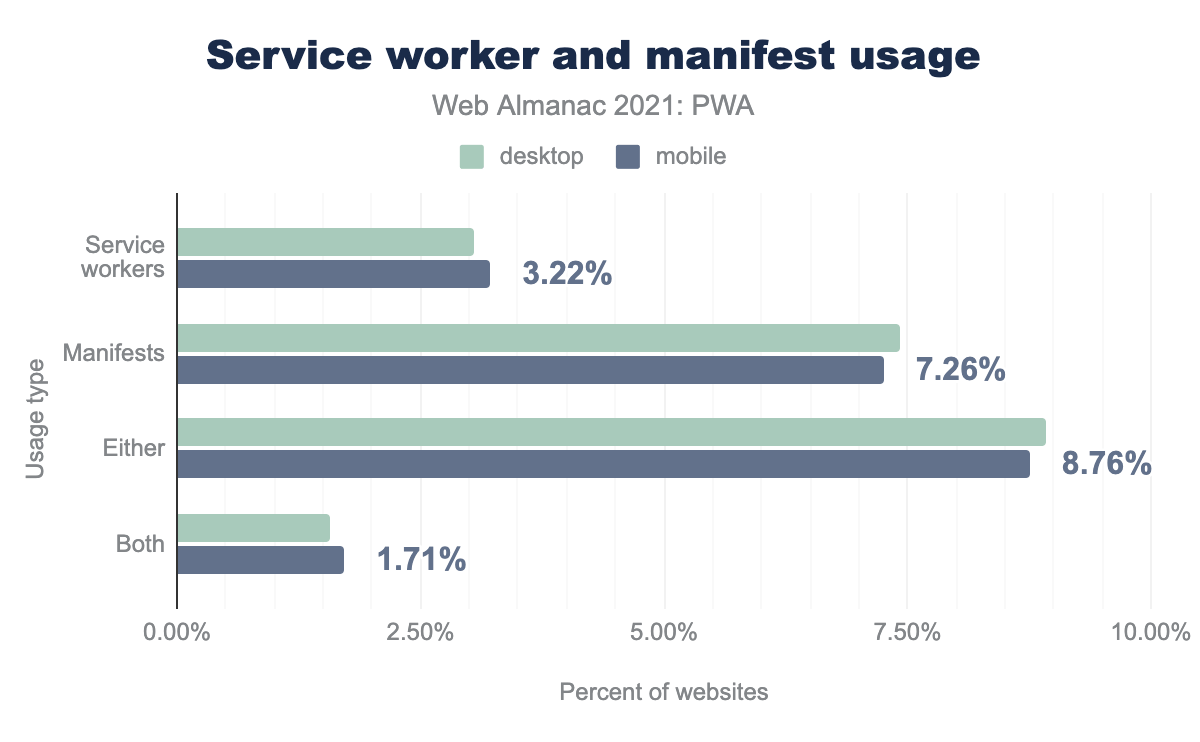 Service worker and manifest usage
Web Almanac 2021: PWA
desktop
mobile
Usage type
Service
workers
3.22%
Manifests
7.26%
Either
8.76%
Both
1.71%
0.00%
2.50%
5.00%
7.50%
10.00%
Percent of websites